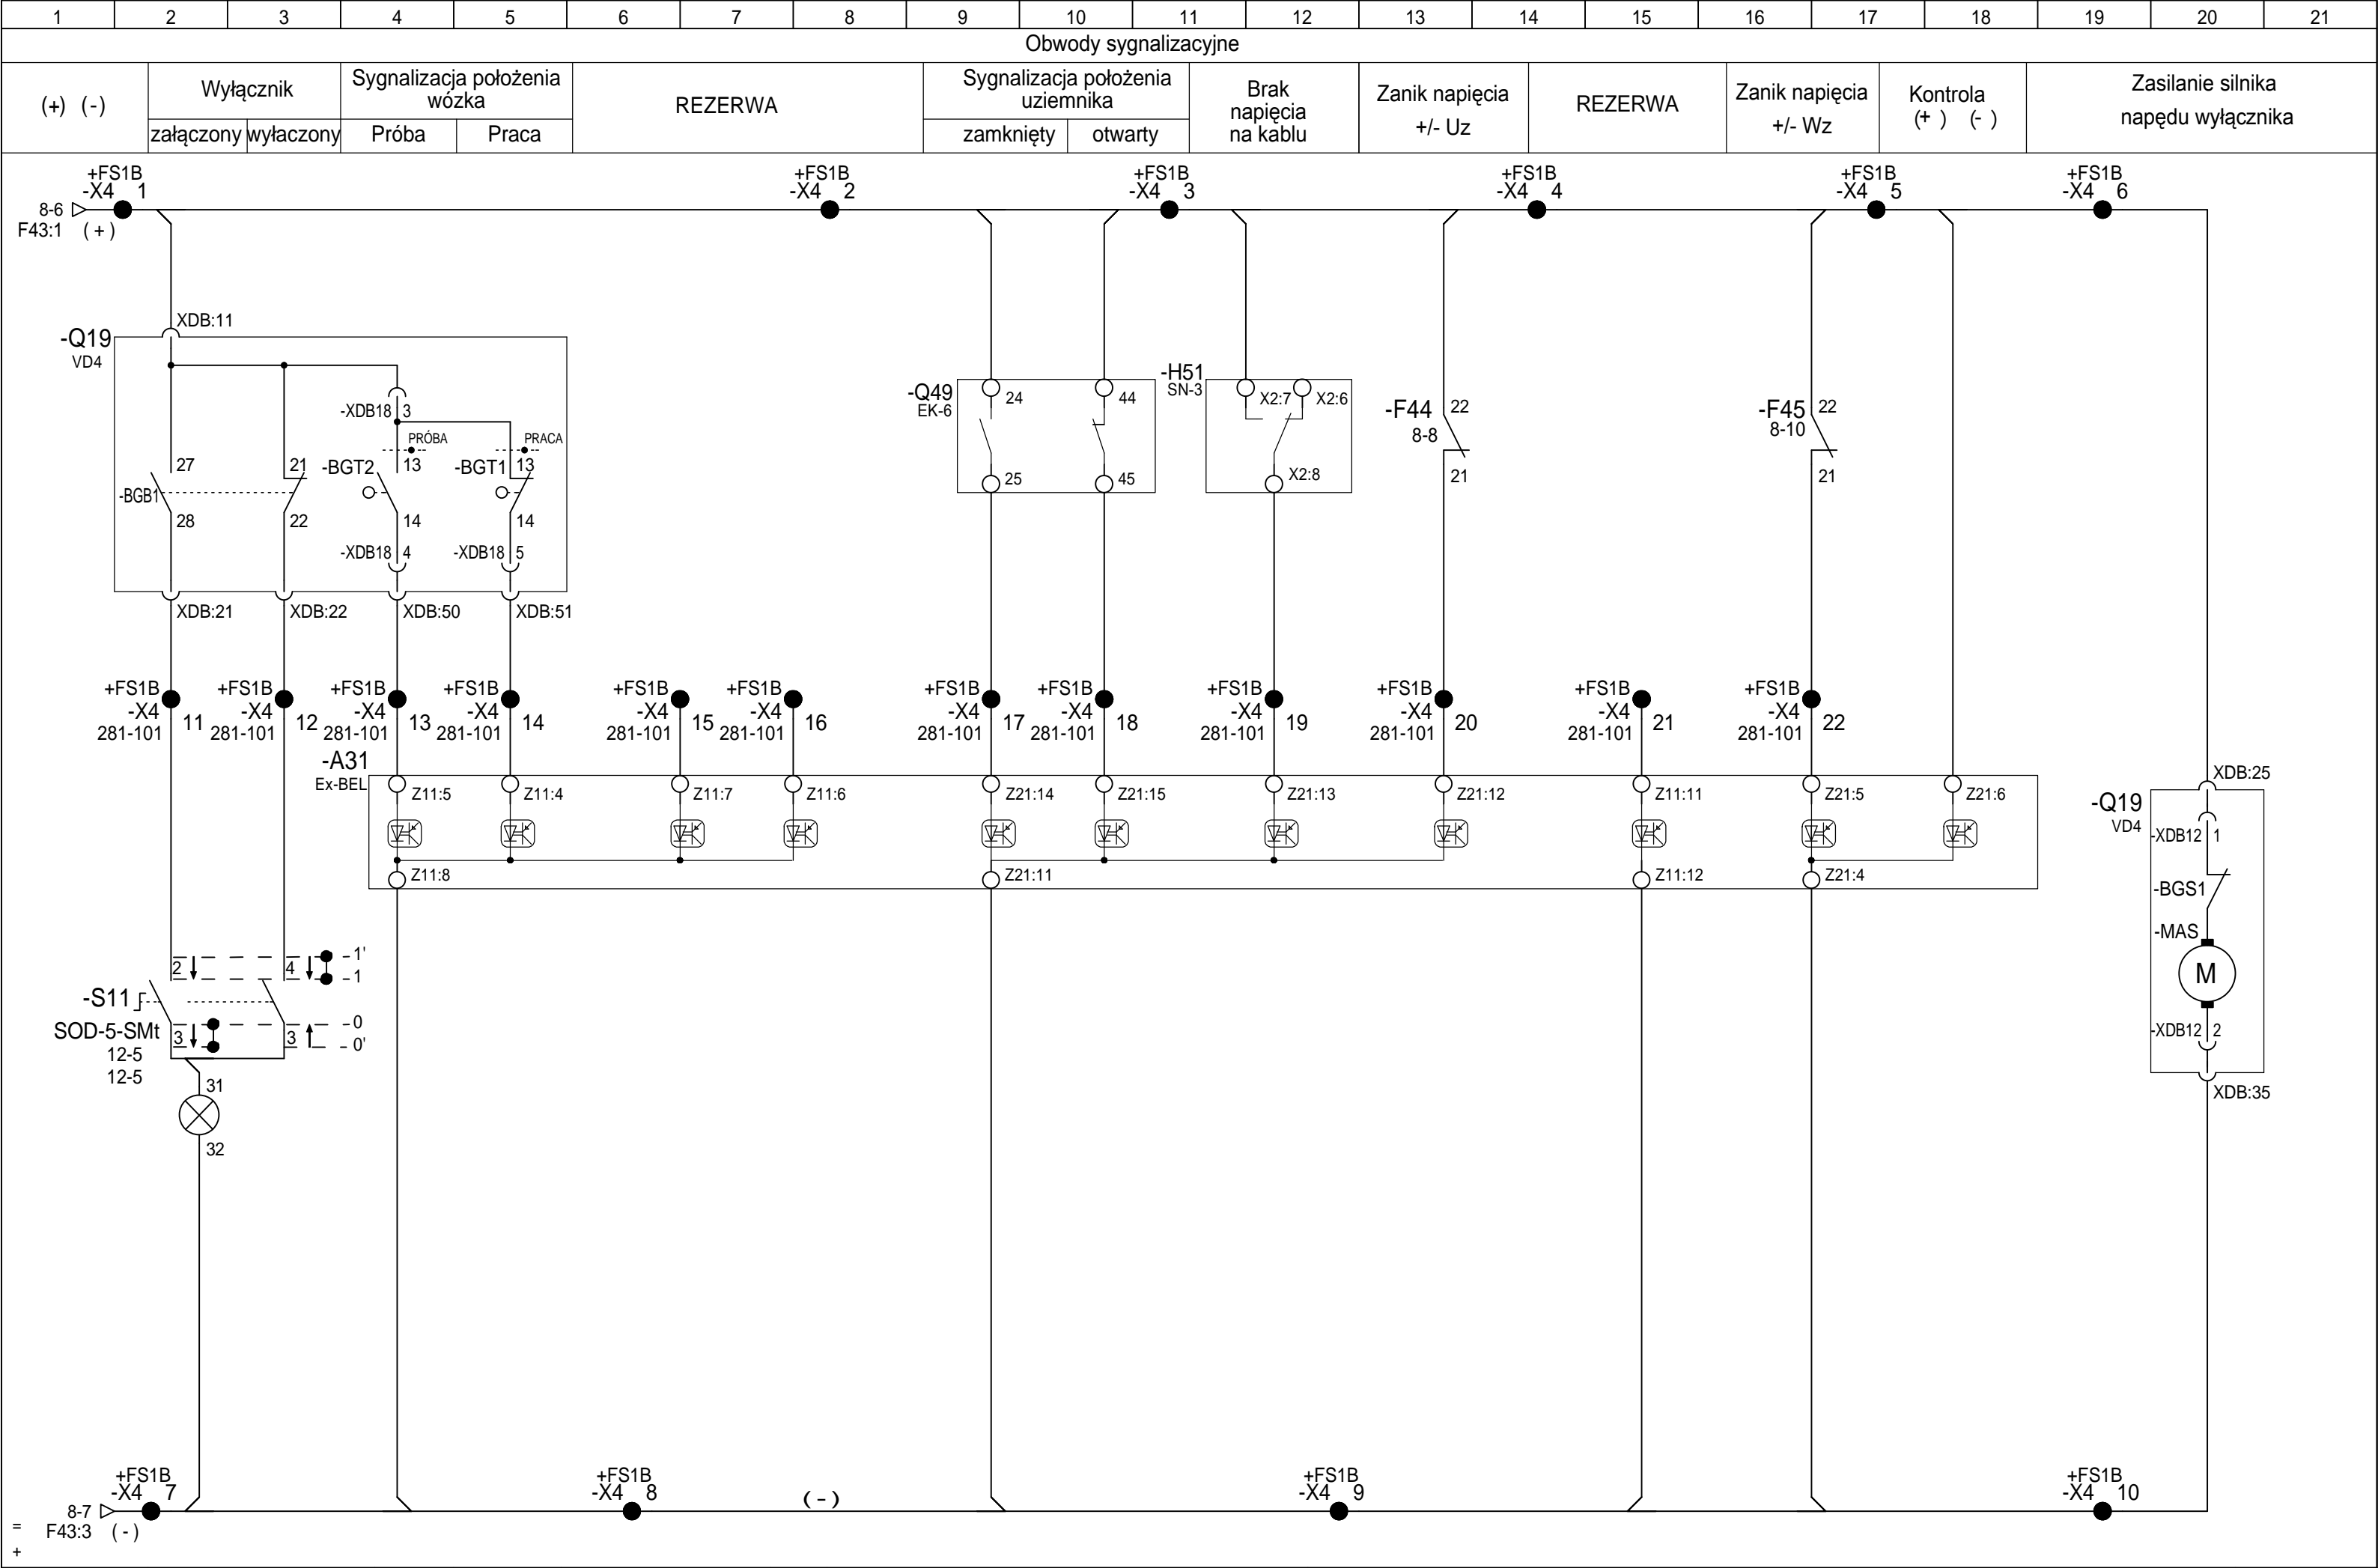 1 2 3 4 5 6 7 8 9 10 11 12 13 14 15 16 17 18 19 20 21
Obwody sygnalizacyjne
(+) (-)
Wyłącznik
załączony wyłaczony
Sygnalizacja położenia
wózka
Próba Praca
REZERWA
Sygnalizacja położenia
uziemnika
zamknięty otwarty
Brak
napięcia
na kablu
Zanik napięcia
+/- Uz
REZERWA
Zanik napięcia
+/- Wz
Kontrola
(+ ) (- )
Zasilanie silnika
napędu wyłącznika
+FS1B
-X4 1
+FS1B
-X4 2
+FS1B
-X4 3
+FS1B
-X4 4
+FS1B
-X4 5
+FS1B
-X4 6
8-6
F43:1 (+)
XDB:11
-Q19
VD4
-XDB18 3
PRÓBA
PRACA
27
21
-BGT2 13
-BGT1 13
-BGB1
28
22
14
14
-XDB18 4
-XDB18 5
XDB:21
XDB:22
XDB:50
XDB:51
-Q49
EK-6
24
44
25
45
-H51
SN-3
X2:7
X2:6
X2:8
-F44
8-8
22
21
-F45
8-10
22
21
+FS1B
-X4
281-101
11
+FS1B
-X4
281-101
12
+FS1B
-X4
281-101
13
+FS1B
-X4
281-101
14
+FS1B
-X4
281-101
15
+FS1B
-X4
281-101
16
+FS1B
-X4
281-101
17
+FS1B
-X4
281-101
18
+FS1B
-X4
281-101
19
+FS1B
-X4
281-101
20
+FS1B
-X4
281-101
21
+FS1B
-X4
281-101
22
-A31
Ex-BEL
Z11:5
Z11:4
Z11:7
Z11:6
Z21:14
Z21:15
Z21:13
Z21:12
Z11:11
Z21:5
Z21:6
Z11:8
Z21:11
Z11:12
Z21:4
XDB:25
-Q19
VD4
-XDB12 1
-BGS1
-MAS
M
-XDB12 2
XDB:35
2
4
1'
1
-S11
SOD-5-SMt
12-5
12-5
3
3
0
0'
31
32
+FS1B
-X4 7
+FS1B
-X4 8
(-)
+FS1B
-X4 9
+FS1B
-X4 10
8-7
F43:3 (-)
=
+